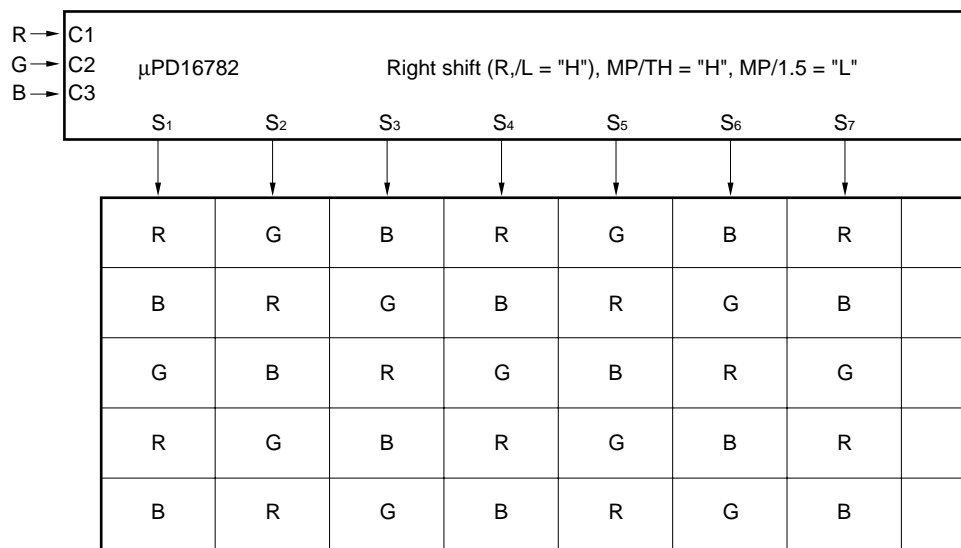 R C1
G C2 µPD16782 Right shift (R,/L = "H"), MP/TH = "H", MP/1.5 = "L"
B C3
S1 S2 S3 S4 S5 S6 S7
R G B R G B R
B R G B R G B
G B R G B R G
R G B R G B R
B R G B R G B